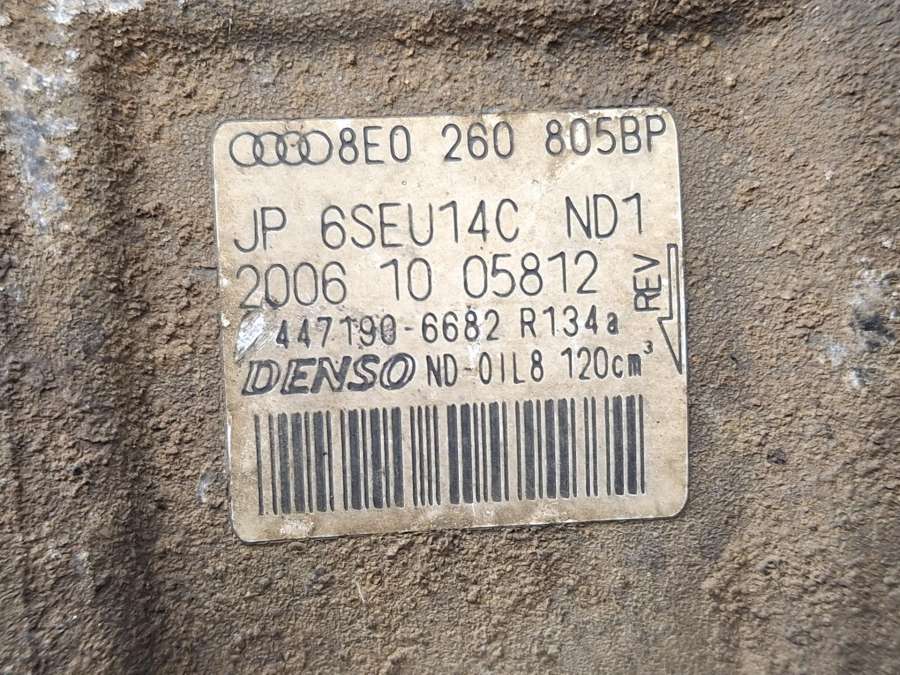 8E0 260 805BP
JP 6SEU14C ND1
2006 10 05812
REV
447190-6682 R134a
DENSO ND-OIL8 120cm³